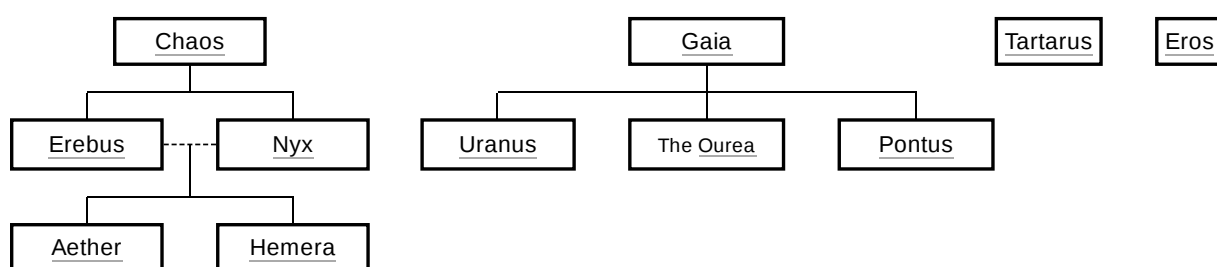 Chaos
Gaia
Tartarus
Eros
Erebus
Nyx
Uranus
The Ourea
Pontus
Aether
Hemera